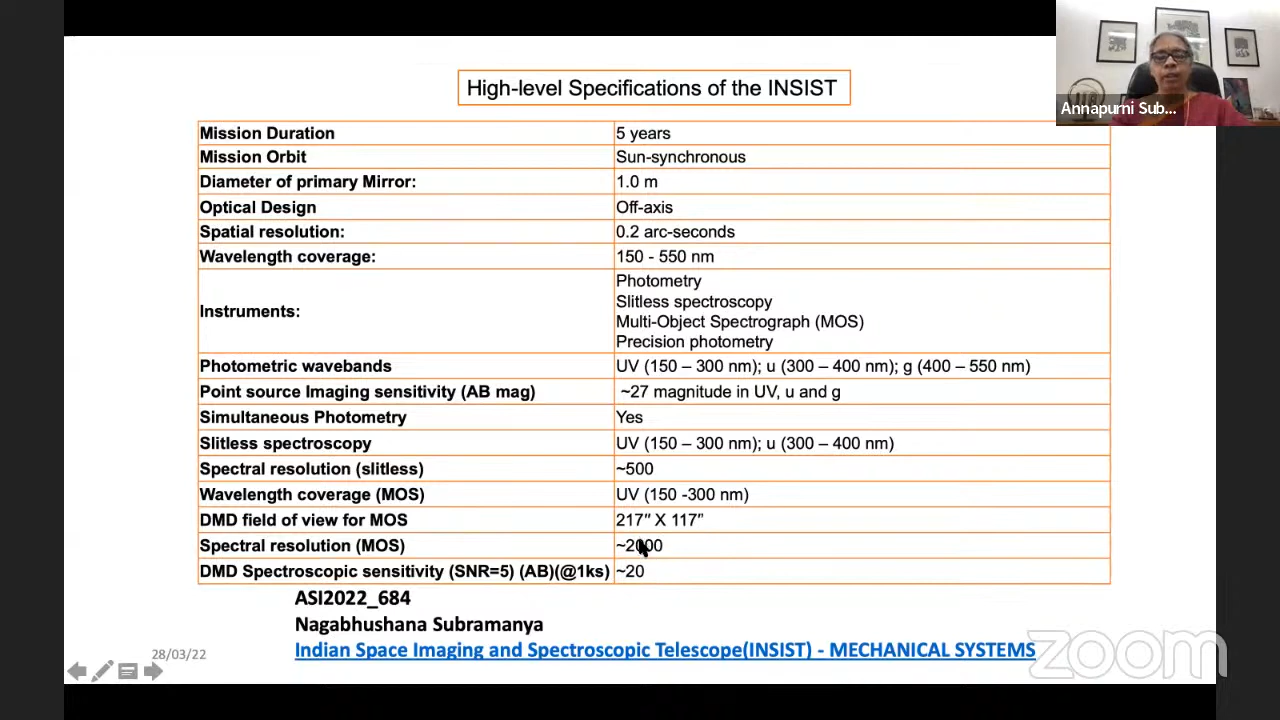 High-level Specifications of the INSIST
Annapurni Sub...
Mission Duration 5 years
Mission Orbit Sun-synchronous
Diameter of primary Mirror: 1.0 m
Optical Design Off-axis
Spatial resolution: 0.2 arc-seconds
Wavelength coverage: 150 - 550 nm
Instruments: Photometry
Slitless spectroscopy
Multi-Object Spectrograph (MOS)
Precision photometry
Photometric wavebands UV (150 – 300 nm); u (300 – 400 nm); g (400 – 550 nm)
Point source Imaging sensitivity (AB mag) ~27 magnitude in UV, u and g
Simultaneous Photometry Yes
Slitless spectroscopy UV (150 – 300 nm); u (300 – 400 nm)
Spectral resolution (slitless) ~500
Wavelength coverage (MOS) UV (150 -300 nm)
DMD field of view for MOS 217″ X 117″
Spectral resolution (MOS) ~2000
DMD Spectroscopic sensitivity (SNR=5) (AB)(@1ks) ~20
ASI2022_684
Nagabhushana Subramanya
Indian Space Imaging and Spectroscopic Telescope(INSIST) - MECHANICAL SYSTEMS
28/03/22
zoom